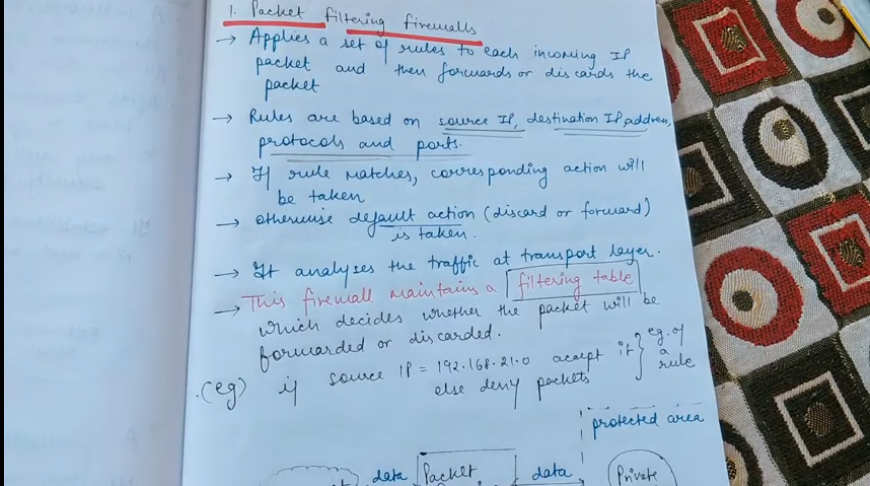 1. Packet filtering firewalls
→ Applies a set of rules to each incoming IP
packet and then forwards or discards the
packet
→ Rules are based on source IP, destination IP address,
protocols and ports.
→ If rule matches, corresponding action will
be taken
→ otherwise default action (discard or forward)
is taken.
→ It analyses the traffic at transport layer.
→ This firewall maintains a filtering table
which decides whether the packet will be
forwarded or discarded.
(eg) if source IP = 192.168.21.0 accept it } eg. of
else deny packets a
rule
protected area
data Packet data Private